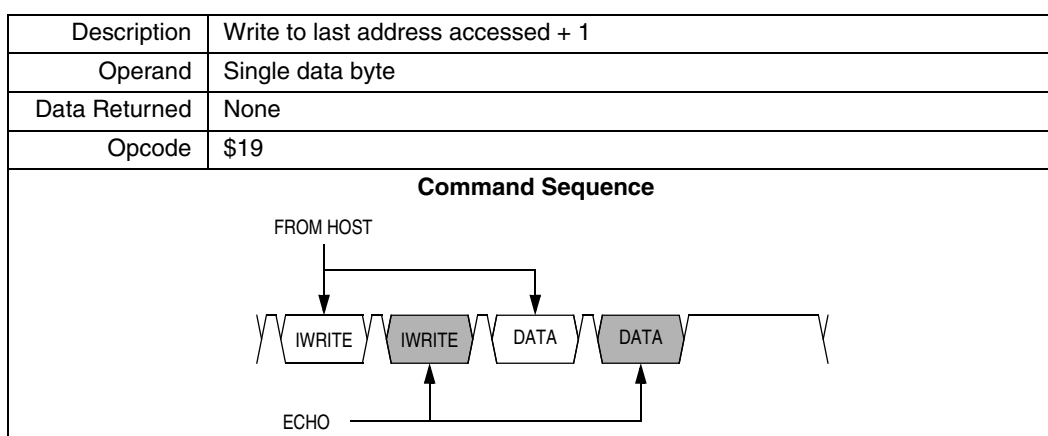 Description Write to last address accessed + 1
Operand Single data byte
Data Returned None
Opcode $19
Command Sequence
FROM HOST
IWRITE IWRITE DATA DATA
ECHO